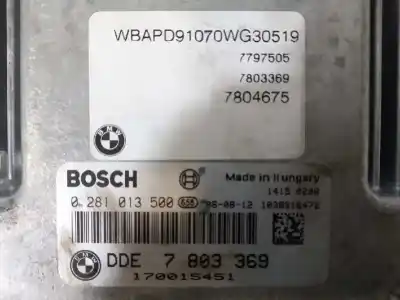 WBAPD91070WG30519
7797505
7803369
7804675
BOSCH
Made in Hungary
0 281 013 500
DDE 7 803 369
170015451